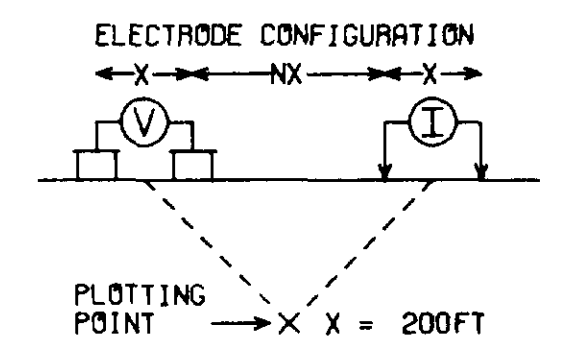 ELECTRODE CONFIGURATION
X NX X
V I
PLOTTING
POINT X = 200FT